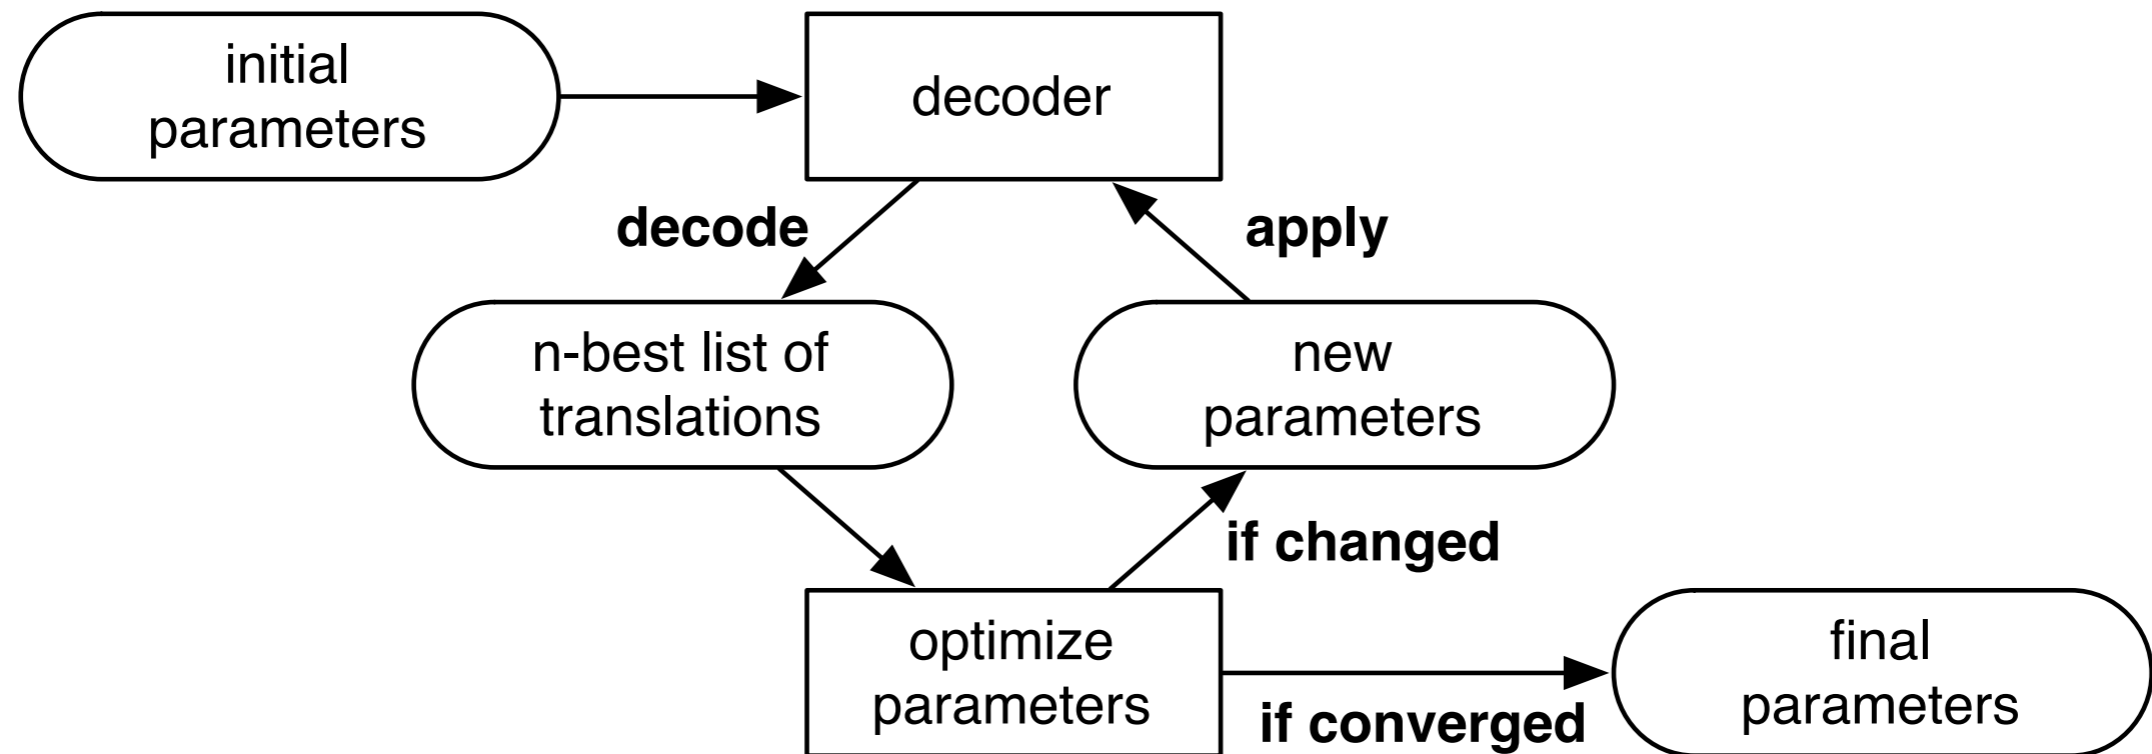 initial
parameters
decoder
decode
apply
n-best list of
translations
new
parameters
if changed
optimize
parameters
if converged
final
parameters